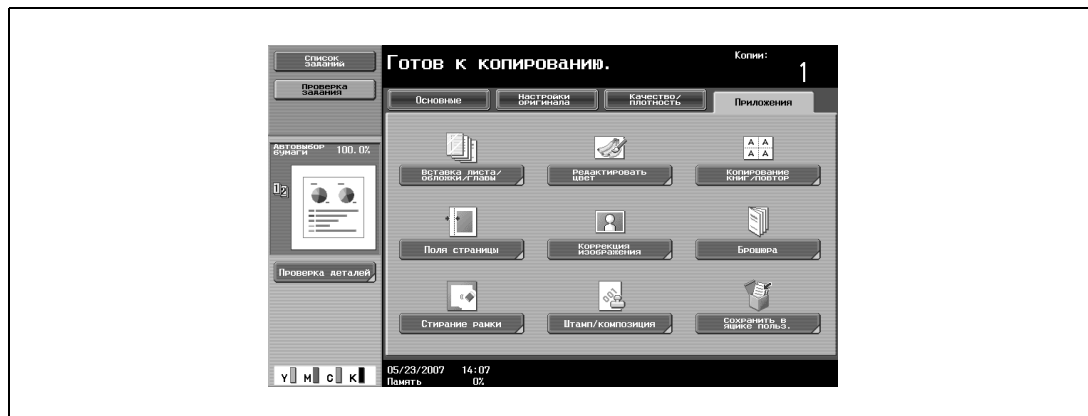 Список
заданий
Проверка
задания
Автовыбор
бумаги
100.0%
12
Проверка деталей
Y M C K
Готов к копированию.
Копии:
1
Основные
Настройки
оригинала
Качество/
плотность
Приложения
Вставка листа/
обложки/главы
Редактировать
цвет
Копирование
книг/повтор
A A
A A
Поля страницы
Коррекция
изображения
Брошюра
Стирание рамки
001
Штамп/композиция
Сохранить в
ящике польз.
05/23/2007 14:07
Память 0%